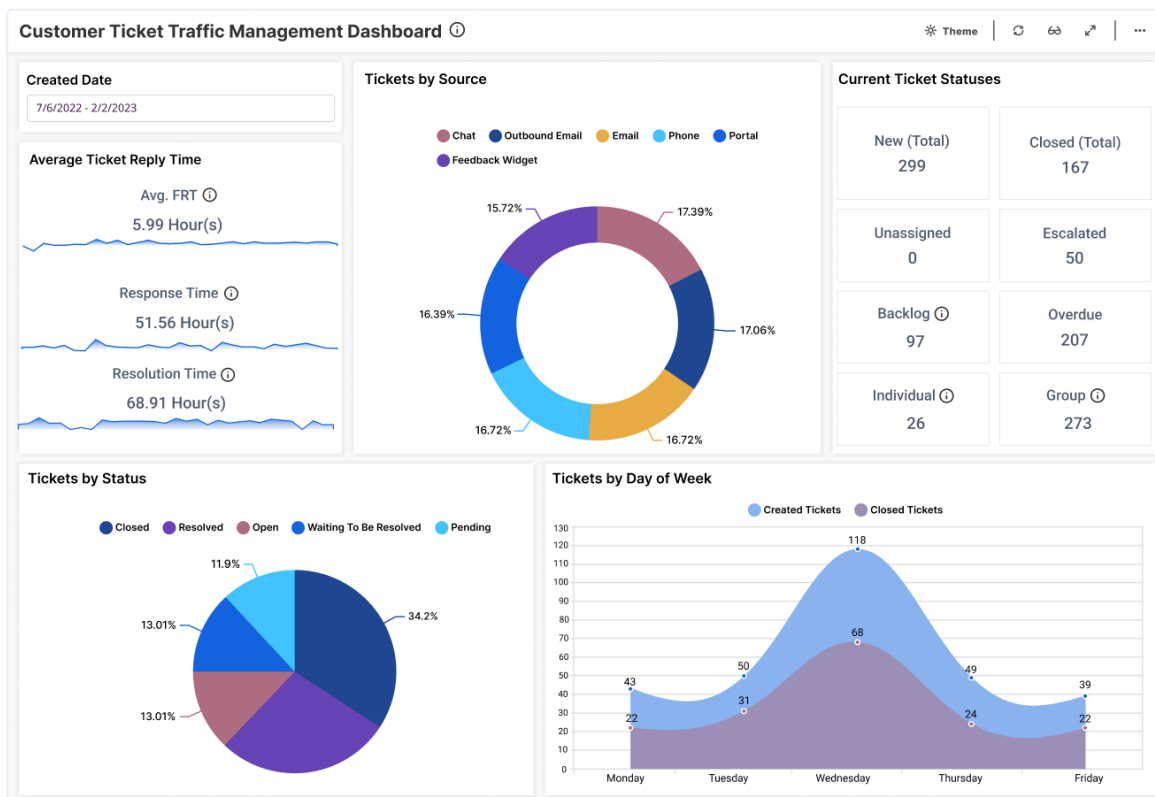 Customer Ticket Traffic Management Dashboard
Theme
Created Date
7/6/2022 - 2/2/2023
Average Ticket Reply Time
Avg. FRT
5.99 Hour(s)
Response Time
51.56 Hour(s)
Resolution Time
68.91 Hour(s)
Tickets by Source
Chat Outbound Email Email Phone Portal
Feedback Widget
15.72% 17.39%
16.39% 17.06%
16.72% 16.72%
Current Ticket Statuses
New (Total) Closed (Total)
299 167
Unassigned Escalated
0 50
Backlog Overdue
97 207
Individual Group
26 273
Tickets by Status
Closed Resolved Open Waiting To Be Resolved Pending
11.9%
34.2%
13.01%
13.01%
Tickets by Day of Week
Created Tickets Closed Tickets
130
120
110
100
90
80
70
60
50
40
30
20
10
0
118
68
50
49
43
39
31
24
22
22
Monday Tuesday Wednesday Thursday Friday